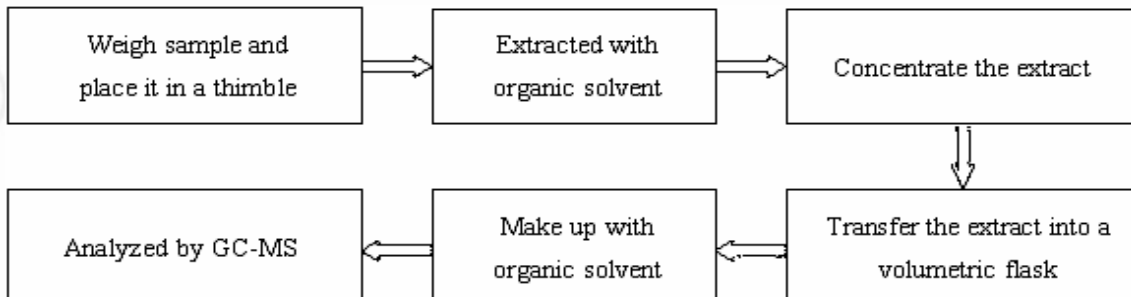 Weigh sample and
place it in a thimble
Extracted with
organic solvent
Concentrate the extract
Transfer the extract into a
volumetric flask
Make up with
organic solvent
Analyzed by GC-MS